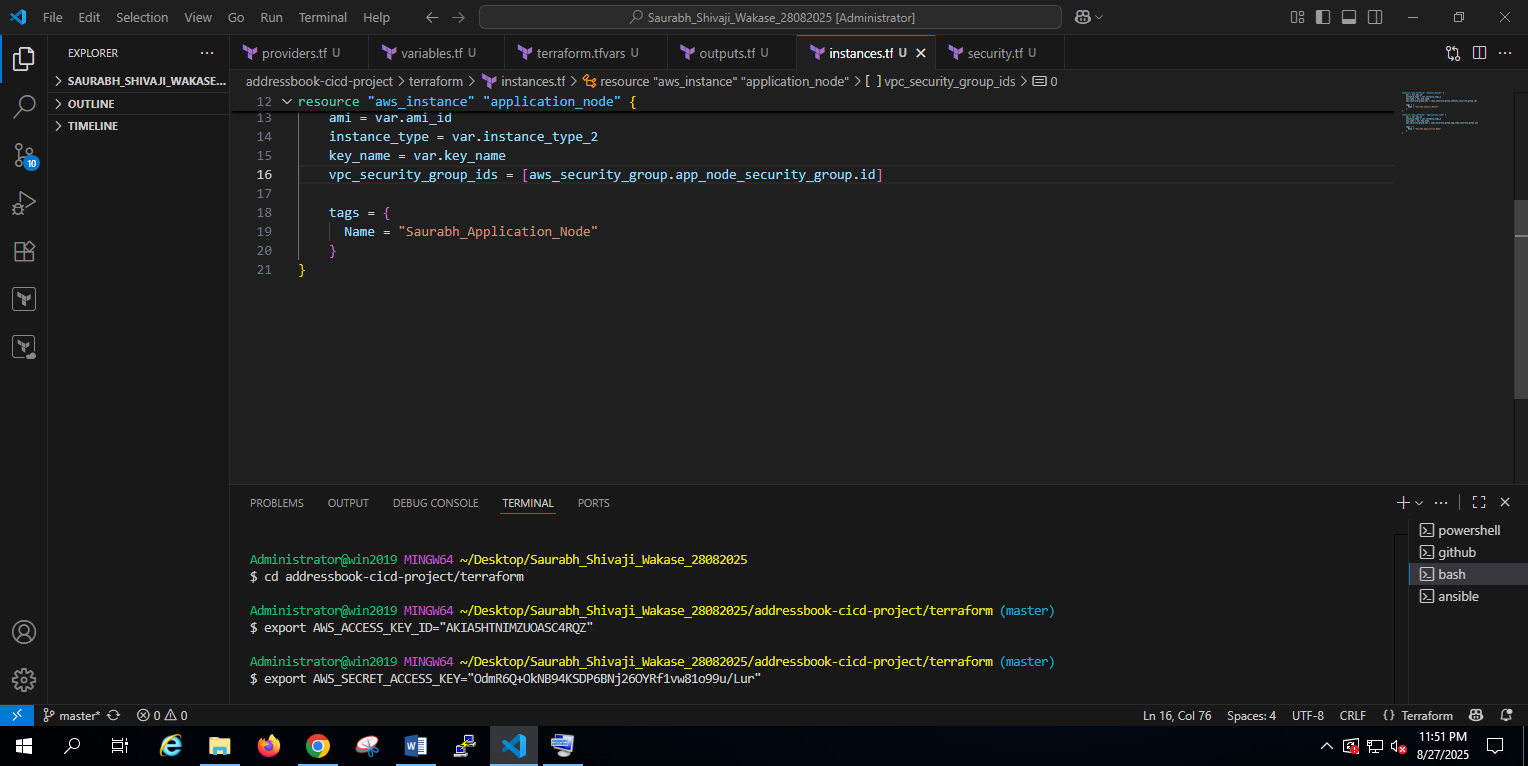 File Edit Selection View Go Run Terminal Help
Saurabh_Shivaji_Wakase_28082025 [Administrator]
EXPLORER
SAURABH_SHIVAJI_WAKASE...
OUTLINE
TIMELINE
10
providers.tf U
variables.tf U
terraform.tfvars U
outputs.tf U
instances.tf U
security.tf U
addressbook-cicd-project > terraform > instances.tf > resource "aws_instance" "application_node" > [ ] vpc_security_group_ids > 0
12 resource "aws_instance" "application_node" {
13 ami = var.ami_id
14 instance_type = var.instance_type_2
15 key_name = var.key_name
16 vpc_security_group_ids = [aws_security_group.app_node_security_group.id]
17
18 tags = {
19 Name = "Saurabh_Application_Node"
20 }
21 }
PROBLEMS OUTPUT DEBUG CONSOLE TERMINAL PORTS
Administrator@win2019 MINGW64 ~/Desktop/Saurabh_Shivaji_Wakase_28082025
$ cd addressbook-cicd-project/terraform
Administrator@win2019 MINGW64 ~/Desktop/Saurabh_Shivaji_Wakase_28082025/addressbook-cicd-project/terraform (master)
$ export AWS_ACCESS_KEY_ID="AKIA5HTNIMZUOASC4RQZ"
Administrator@win2019 MINGW64 ~/Desktop/Saurabh_Shivaji_Wakase_28082025/addressbook-cicd-project/terraform (master)
$ export AWS_SECRET_ACCESS_KEY="OdmR6Q+OkNB94KSDP6BNj26OYRf1vw81o99u/Lur"
powershell
github
bash
ansible
master* 0 0
Ln 16, Col 76 Spaces: 4 UTF-8 CRLF {} Terraform
11:51 PM
8/27/2025